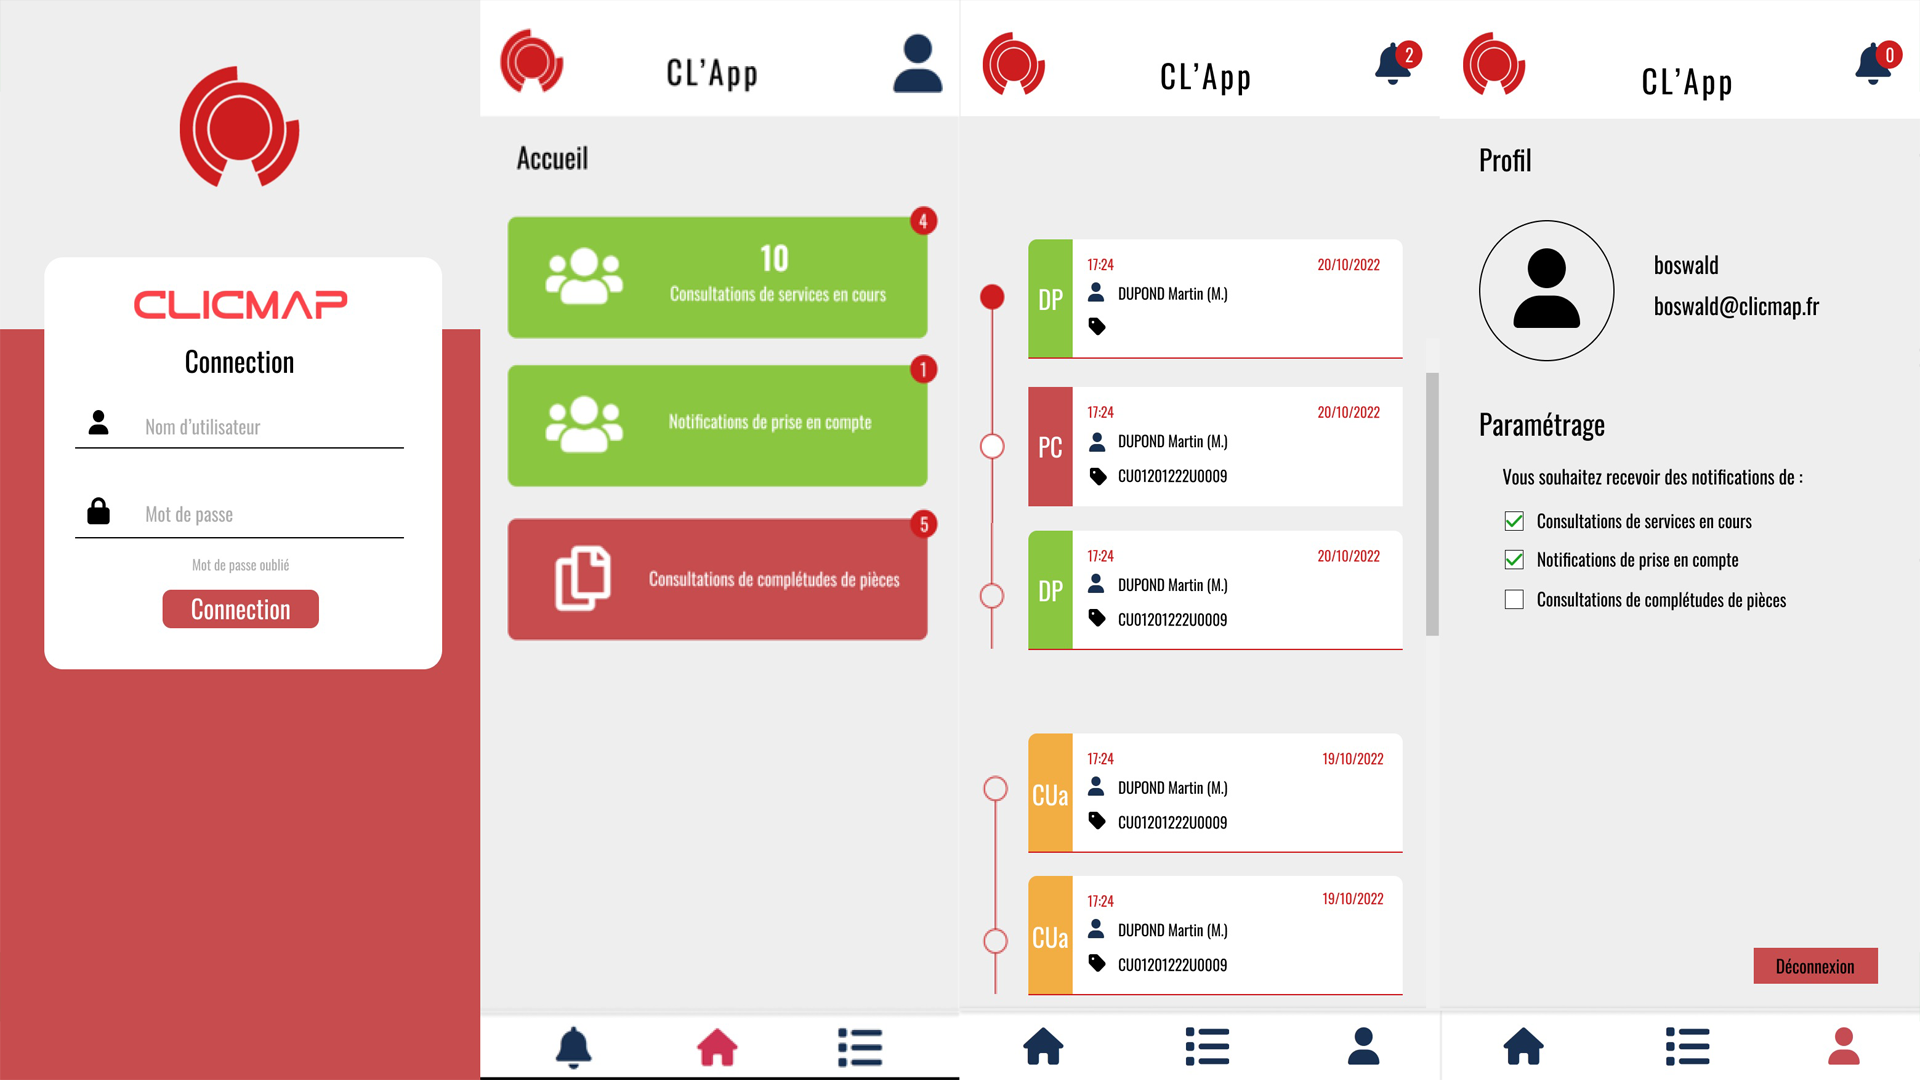 CLICMAP
Connection
Nom d'utilisateur
Mot de passe
Mot de passe oublié
Connection
CL'App
Accueil
4
10
Consultations de services en cours
1
Notifications de prise en compte
5
Consultations de complétudes de pièces
CL'App
2
DP
17:24
20/10/2022
DUPOND Martin (M.)
PC
17:24
20/10/2022
DUPOND Martin (M.)
CU01201222U0009
DP
17:24
20/10/2022
DUPOND Martin (M.)
CU01201222U0009
CUa
17:24
19/10/2022
DUPOND Martin (M.)
CU01201222U0009
CUa
17:24
19/10/2022
DUPOND Martin (M.)
CU01201222U0009
CL'App
0
Profil
boswald
boswald@clicmap.fr
Paramétrage
Vous souhaitez recevoir des notifications de :
Consultations de services en cours
Notifications de prise en compte
Consultations de complétudes de pièces
Déconnexion